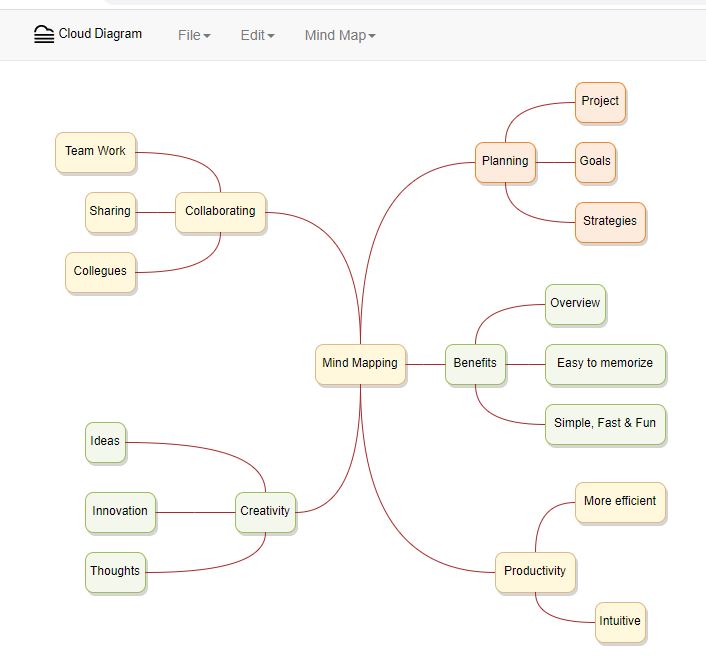 Cloud Diagram
File
Edit
Mind Map
Project
Team Work
Planning
Goals
Sharing
Collaborating
Strategies
Collegues
Overview
Mind Mapping
Benefits
Easy to memorize
Simple, Fast & Fun
Ideas
More efficient
Innovation
Creativity
Thoughts
Productivity
Intuitive